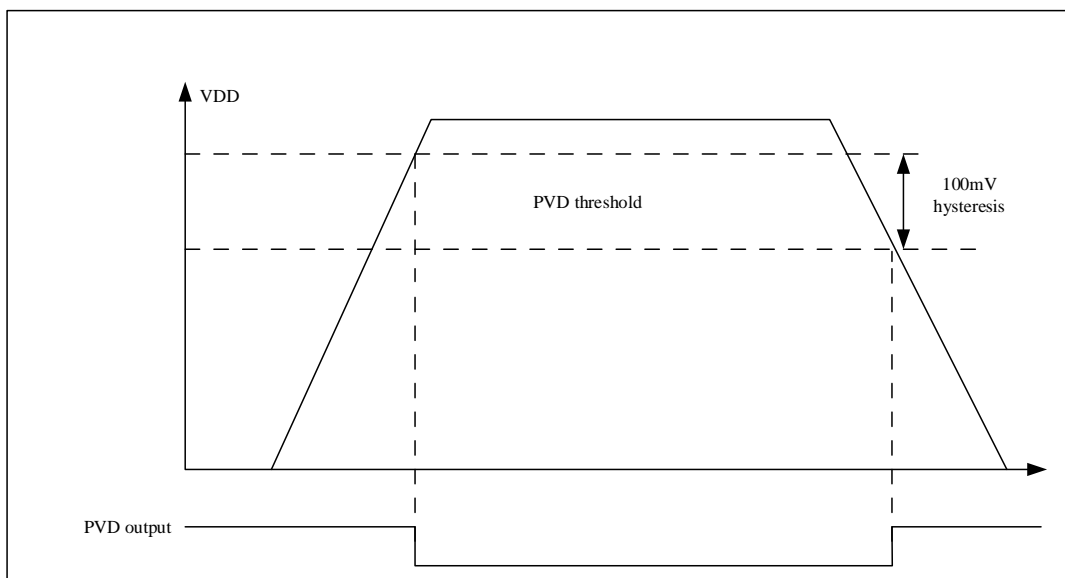 VDD
PVD threshold
100mV
hysteresis
PVD output